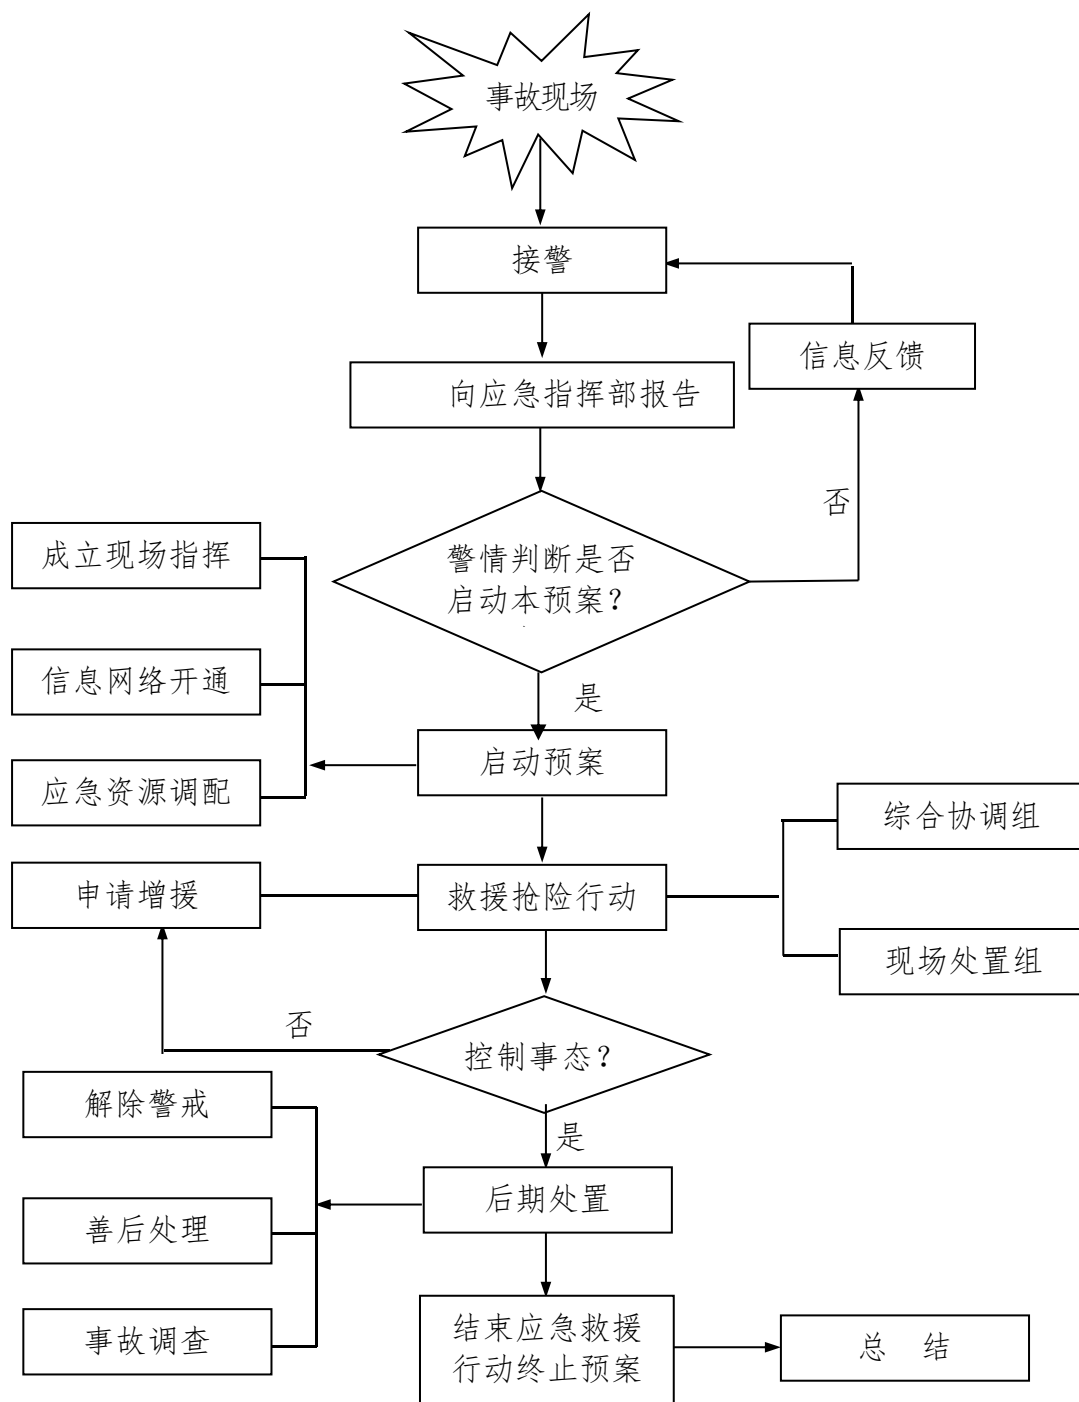 事故现场
接警
信息反馈
向应急指挥部报告
否
成立现场指挥
警情判断是否
启动本预案？
信息网络开通
是
启动预案
应急资源调配
综合协调组
申请增援
救援抢险行动
现场处置组
否
控制事态？
解除警戒
是
后期处置
善后处理
结束应急救援
行动终止预案
事故调查
总 结